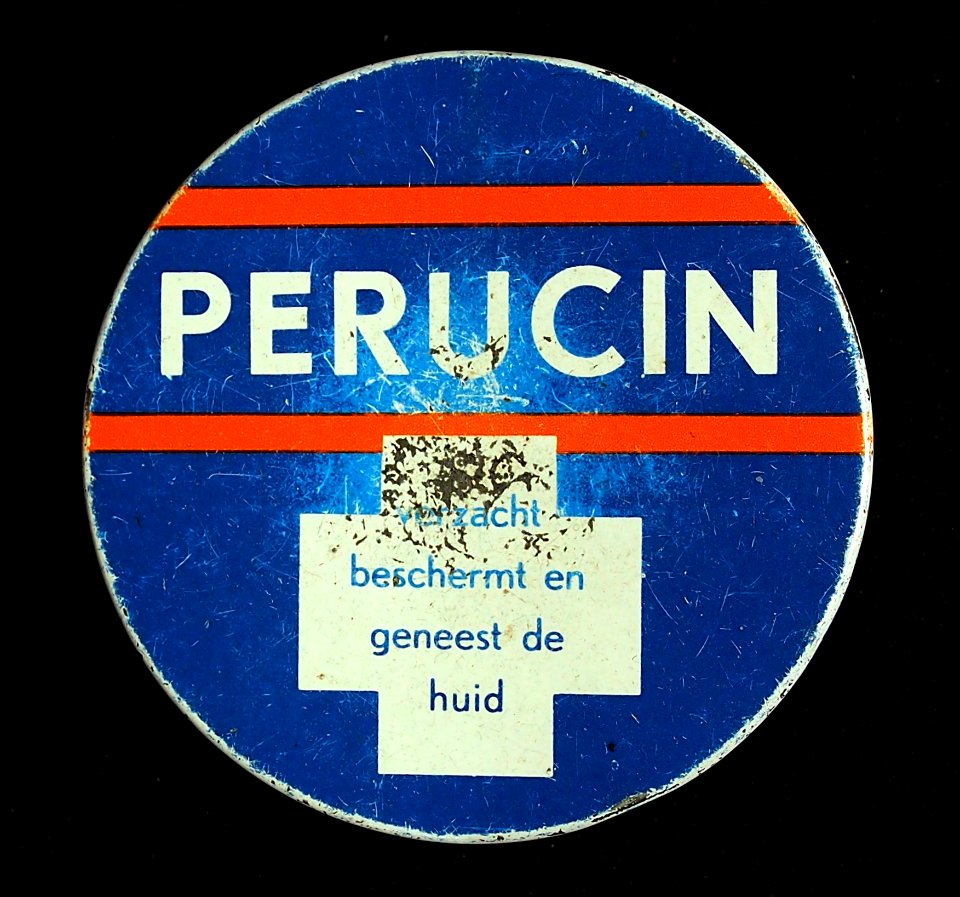 PERUCIN
verzacht
beschermt en
geneest de
huid